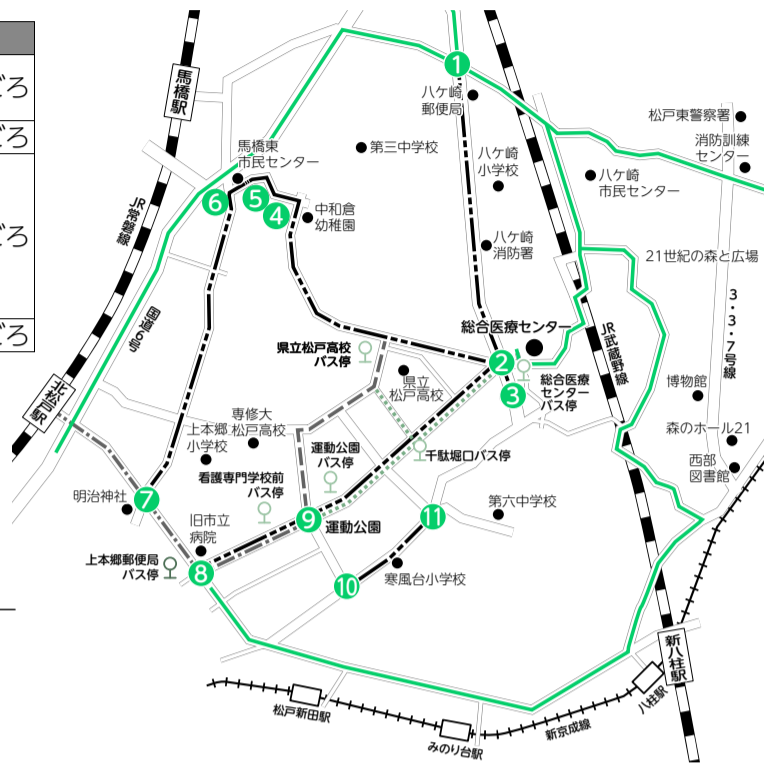 ろ
ろ
ろ
ろ
馬橋駅
JR常磐線
国道6号
北松戸駅
1
八ケ崎
郵便局
馬橋東
市民センター
第三中学校
八ケ崎
小学校
松戸東警察署
消防訓練
センター
八ケ崎
市民センター
6
5
4
中和倉
幼稚園
八ケ崎
消防署
21世紀の森と広場
3・3・7号線
JR武蔵野線
総合医療センター
県立松戸高校
バス停
2
3
県立
松戸高校
総合医療
センター
バス停
博物館
森のホール21
西部
図書館
専修大
松戸高校
上本郷
小学校
運動公園
バス停
千駄堀口バス停
看護専門学校前
バス停
明治神社
7
旧市立
病院
9
運動公園
11
第六中学校
上本郷郵便局
バス停
8
10
寒風台小学校
新八柱駅
八柱駅
松戸新田駅
みのり台駅
新京成線